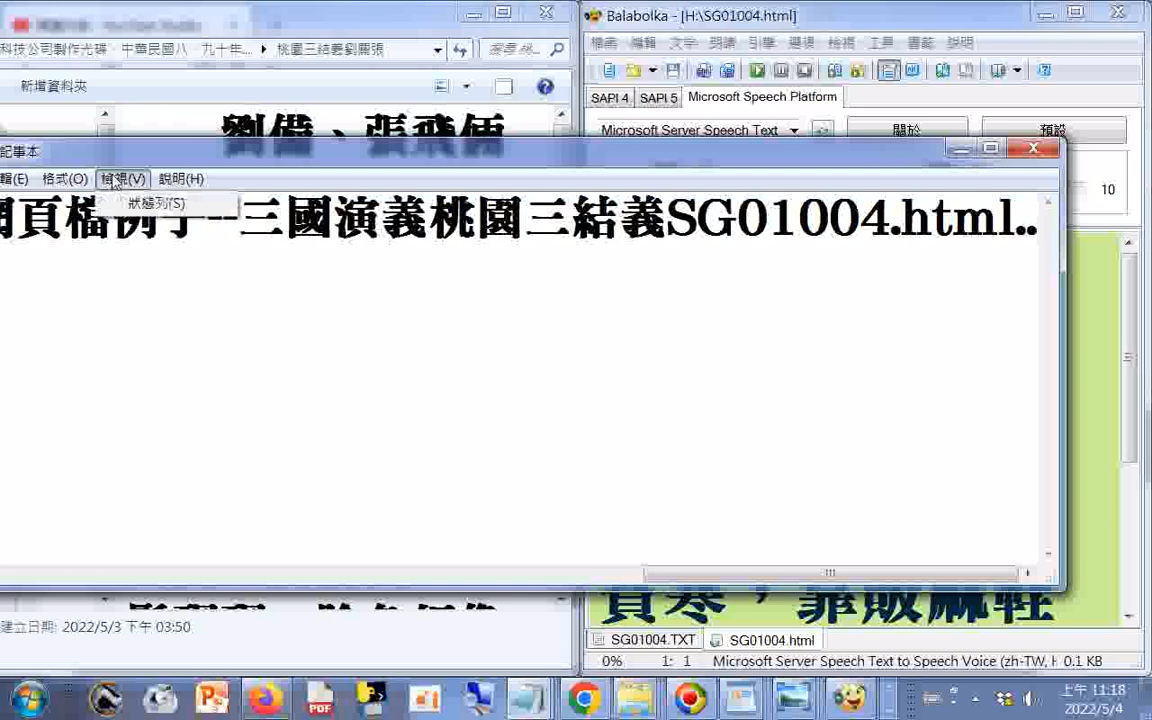 Balabolka - [H:\SG01004.html]
科技公司製作光碟
中華民國八
九十年...
桃園三結義劉關張
檔案 編輯 文字 朗讀 引擎 選項 檢視 工具 書籤 說明
新增資料夾
SAPI 4 SAPI 5 Microsoft Speech Platform
劉備、張飛
Microsoft Server Speech Text
關於
預設
記事本
輯(E) 格式(O) 檢視(V) 說明(H)
10
狀態列(S)
頁檔例子--三國演義桃園三結義SG01004.html..
貧寒,靠販麻鞋
建立日期: 2022/5/3 下午 03:50
SG01004.TXT SG01004.html
0% 1: 1 Microsoft Server Speech Text to Speech Voice (zh-TW, H 0.1 KB
上午 11:18
2022/5/4